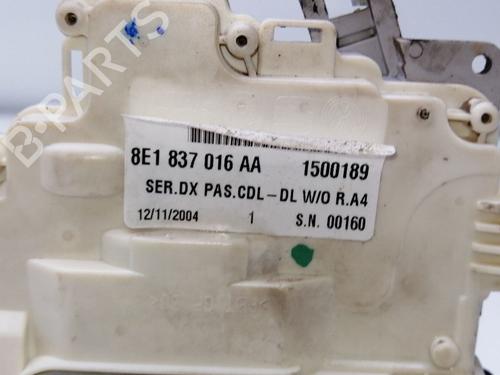 B-PARTS
8E1 837 016 AA 1500189
SER.DX PAS.CDL-DL W/O R.A4
12/11/2004 1 S.N. 00160